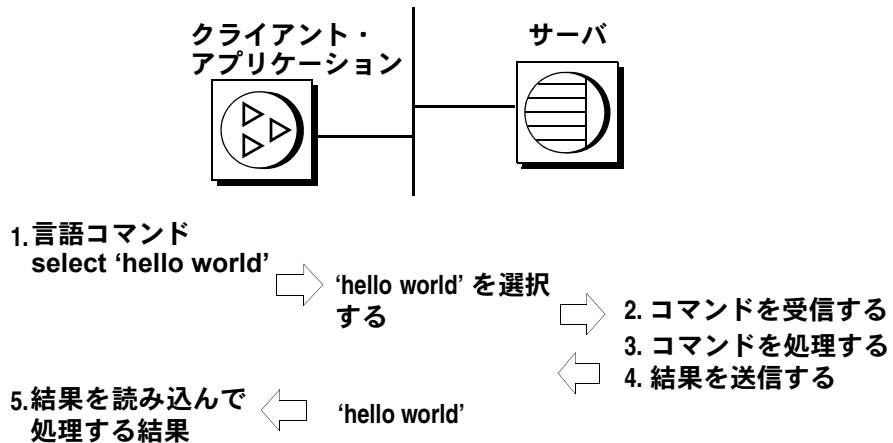 クライアント・
アプリケーション
サーバ
1.言語コマンド
select ‘hello world’
‘hello world’ を選択
する
2. コマンドを受信する
3. コマンドを処理する
4. 結果を送信する
5.結果を読み込んで
処理する結果
‘hello world’